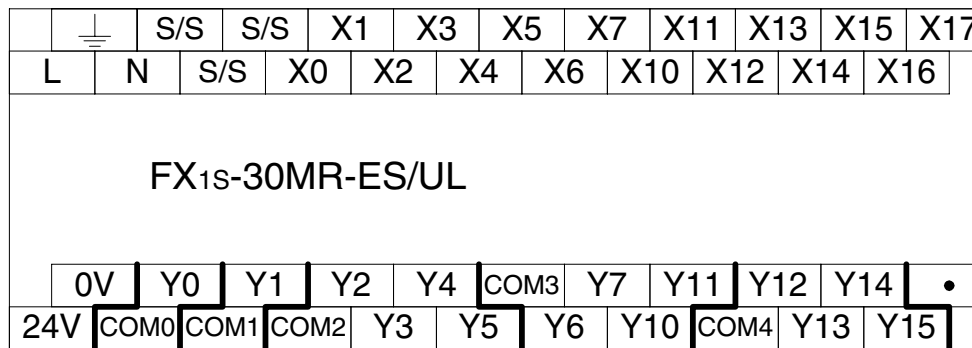 S/S S/S X1 X3 X5 X7 X11 X13 X15 X17
L N S/S X0 X2 X4 X6 X10 X12 X14 X16
FX1S-30MR-ES/UL
0V Y0 Y1 Y2 Y4 COM3 Y7 Y11 Y12 Y14 •
24V COM0 COM1 COM2 Y3 Y5 Y6 Y10 COM4 Y13 Y15